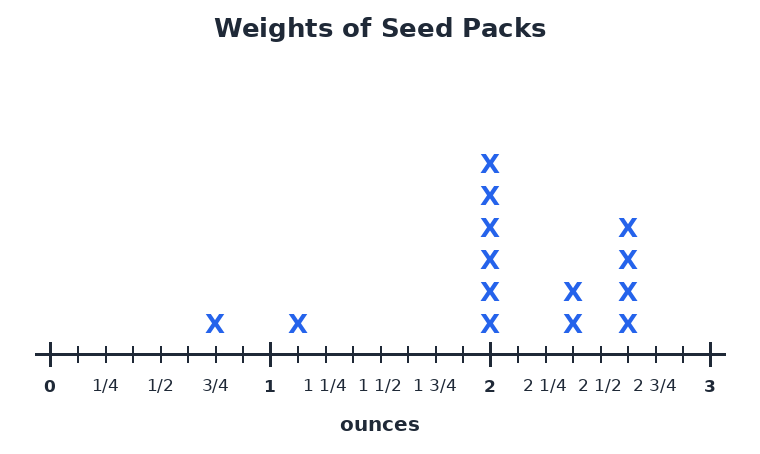 Weights of Seed Packs
X
X
X X
X X
X X X
X X X X X
0 1/4 1/2 3/4 1 1 1/4 1 1/2 1 3/4 2 2 1/4 2 1/2 2 3/4 3
ounces